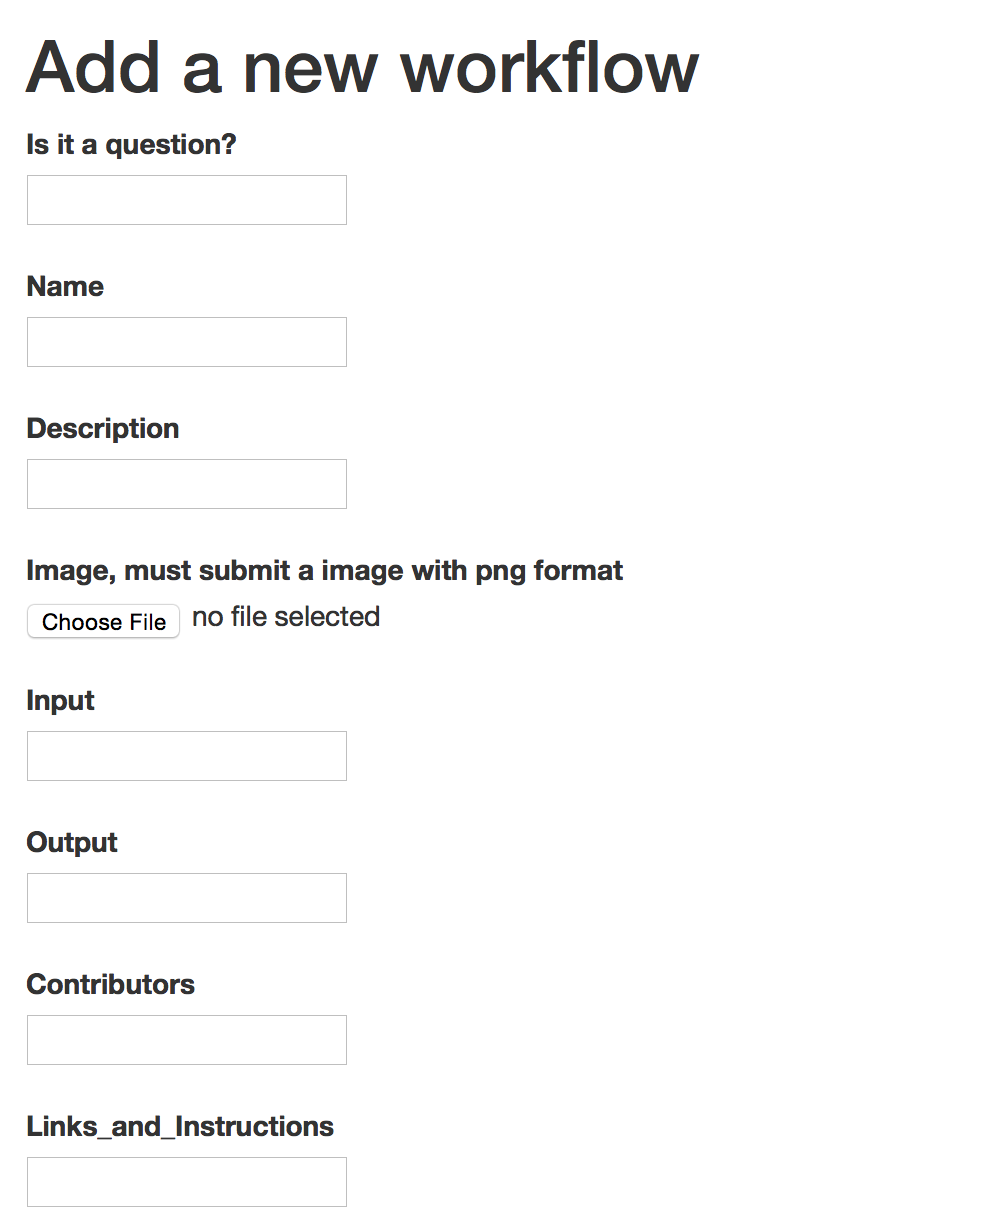 Add a new workflow
Is it a question?
Name
Description
Image, must submit a image with png format
Choose File no file selected
Input
Output
Contributors
Links_and_Instructions